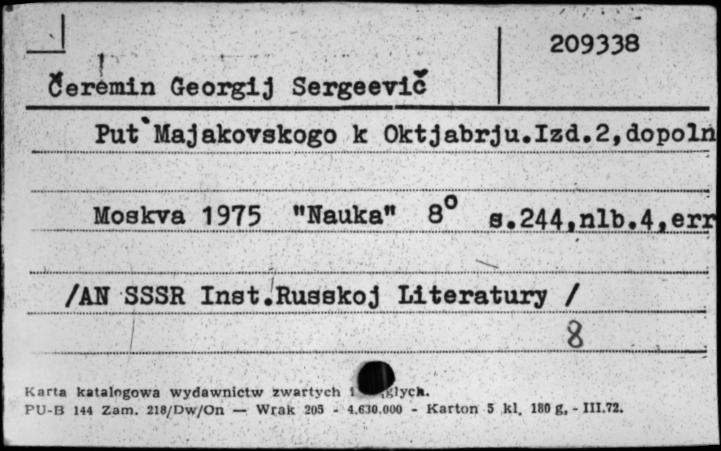 209338
Čeremin Georgij Sergeevič
Put`Majakovskogo k Oktjabrju.Izd.2,dopoln
Moskva 1975 "Nauka" 8° s.244,nlb.4,err
/AN SSSR Inst.Russkoj Literatury /
8
Karta katalogowa wydawnictw zwartych i
PU-B 144 Zam. 218/Dw/On — Wrak 205 - 4.630.000 - Karton 5 kl. 180 g, - III.72.